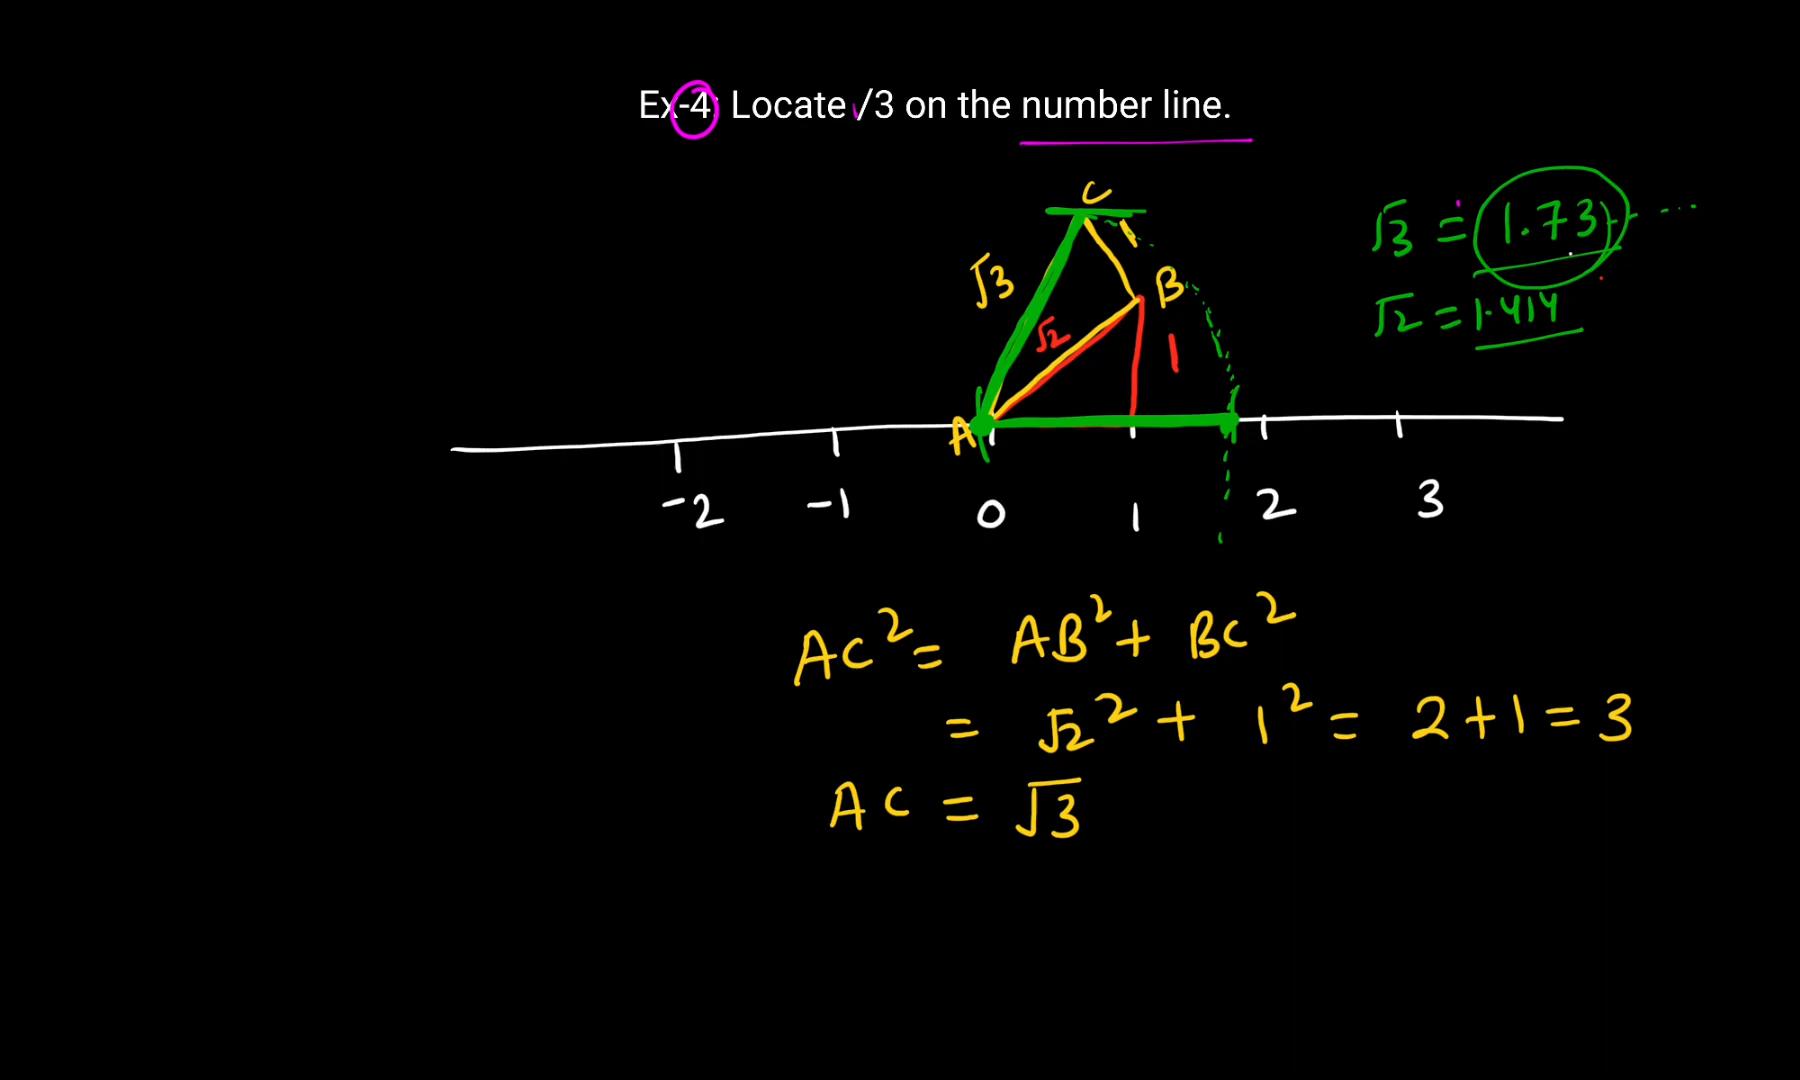 Ex-4: Locate √3 on the number line.
C
1
√3 = 1.73...
√3
B
√2
1
√2 = 1.414
A
-2 -1 0 1 2 3
AC² = AB² + BC²
= √2² + 1² = 2+1 = 3
AC = √3